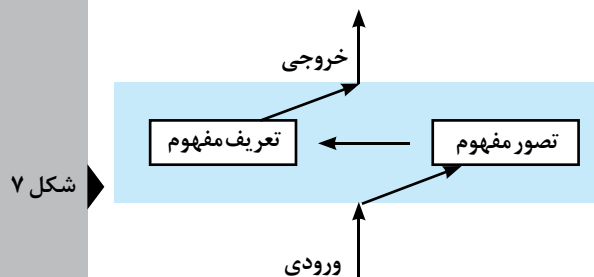 خروجی
تصور مفهوم
تعریف مفهوم
شکل ۷
ورودی